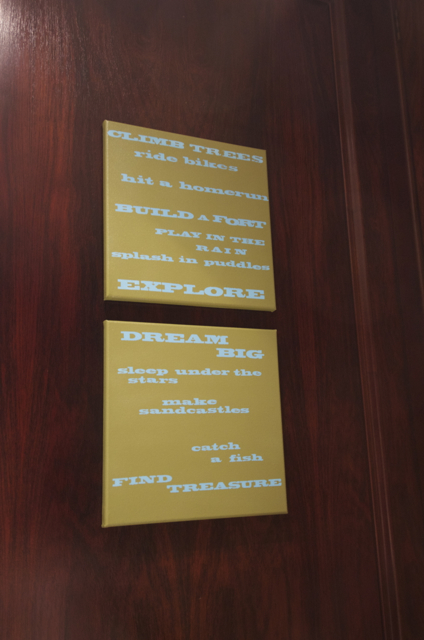 CLIMB TREES
ride bikes
hit a homerun
BUILD A FORT
PLAY IN THE
RAIN
splash in puddles
EXPLORE
DREAM
BIG
sleep under the
stars
make
sandcastles
catch
a fish
FIND
TREASURE